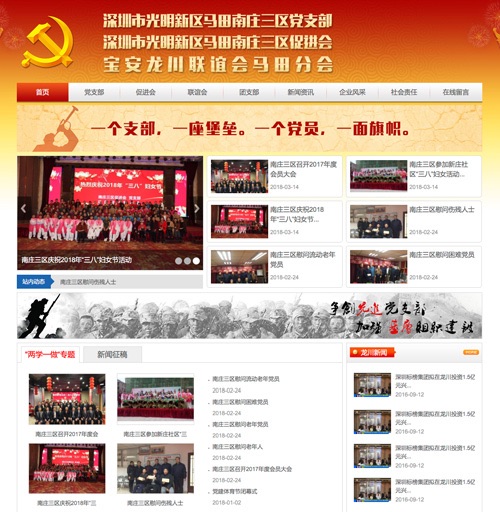 深圳市光明新区马田南庄三区党支部
深圳市光明新区马田南庄三区促进会
宝安龙川联谊会马田分会
首页 党支部 促进会 联谊会 团支部 新闻资讯 企业风采 社会责任 在线留言
一个支部，一座堡垒。一个党员，一面旗帜。
热烈庆祝2018年“三八”妇女节
南庄三区庆祝2018年“三八”妇女节活动
南庄三区召开2017年度会员大会
2018-03-14
南庄三区参加新庄社区“三八”妇女活动...
2018-03-14
南庄三区庆祝2018年“三八”妇女节...
2018-03-14
南庄三区慰问伤残人士
2018-02-24
南庄三区慰问流动老年党员
2018-02-24
南庄三区慰问困难党员
2018-02-24
站内动态 南庄三区慰问伤残人士
争创先进党支部
加强基层组织建设
“两学一做”专题 新闻征稿
南庄三区召开2017年度会
南庄三区参加新庄社区“三
南庄三区庆祝2018年“三
南庄三区慰问伤残人士
南庄三区慰问流动老年党员
2018-02-24
南庄三区慰问困难党员
2018-02-24
南庄三区慰问老年党员
2018-02-24
南庄三区慰问老年人
2018-02-24
南庄三区召开2017年度会员大会
2018-02-24
党盛体育节闭幕式
2018-01-02
龙川新闻
深圳标榜集团拟在龙川投资1.5亿元兴...
2016-09-12
深圳标榜集团拟在龙川投资1.5亿元兴...
2016-09-12
深圳标榜集团拟在龙川投资1.5亿元兴...
2016-09-12
深圳标榜集团拟在龙川投资1.5亿元兴...
2016-09-12